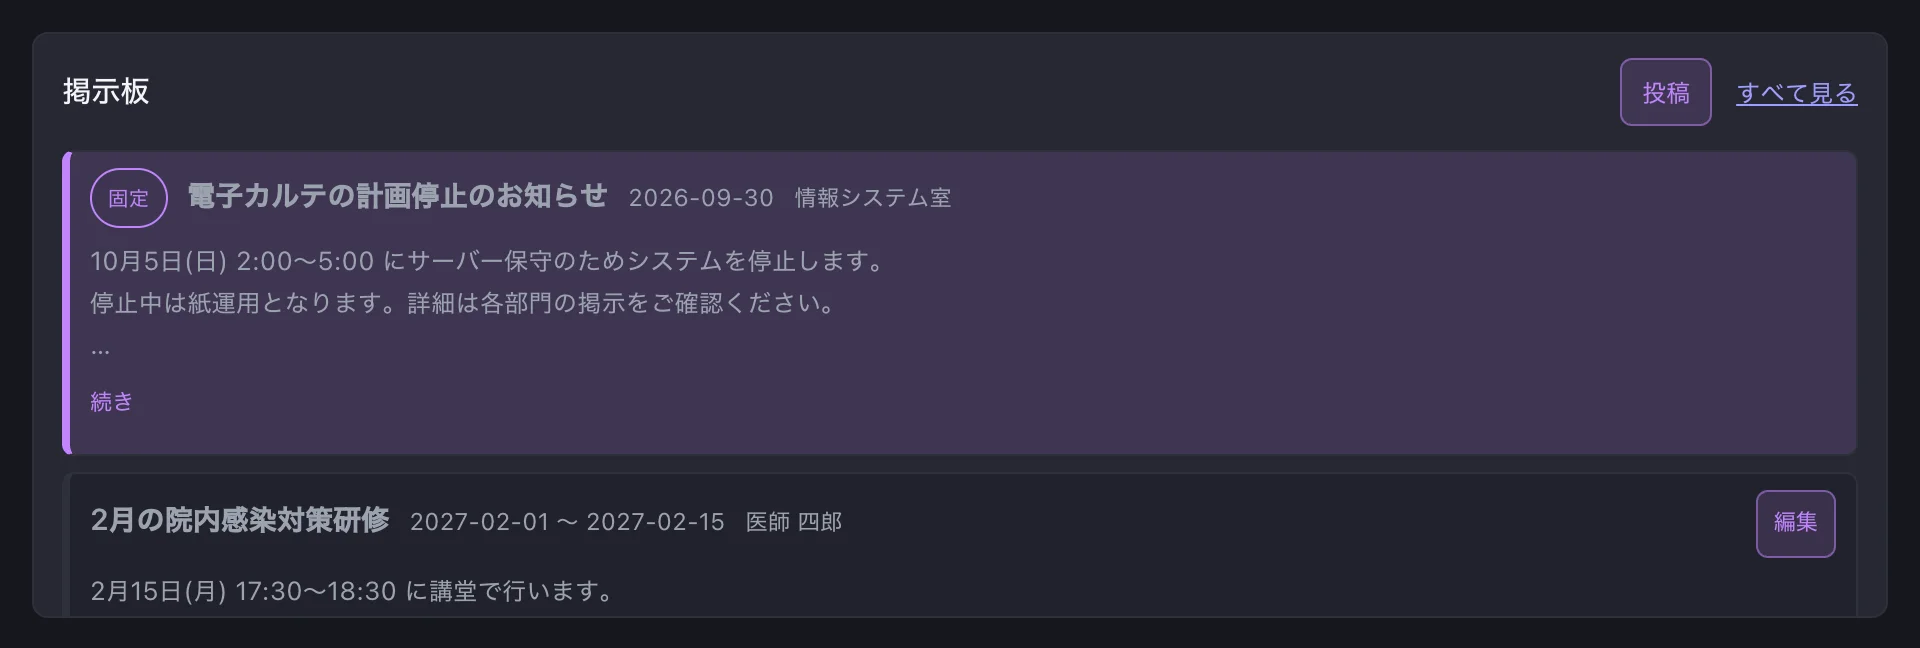 掲示板
投稿 すべて見る
固定 電子カルテの計画停止のお知らせ 2026-09-30 情報システム室
10月5日(日) 2:00〜5:00 にサーバー保守のためシステムを停止します。
停止中は紙運用となります。詳細は各部門の掲示をご確認ください。
…
続き
2月の院内感染対策研修 2027-02-01 〜 2027-02-15 医師 四郎 編集
2月15日(月) 17:30〜18:30 に講堂で行います。